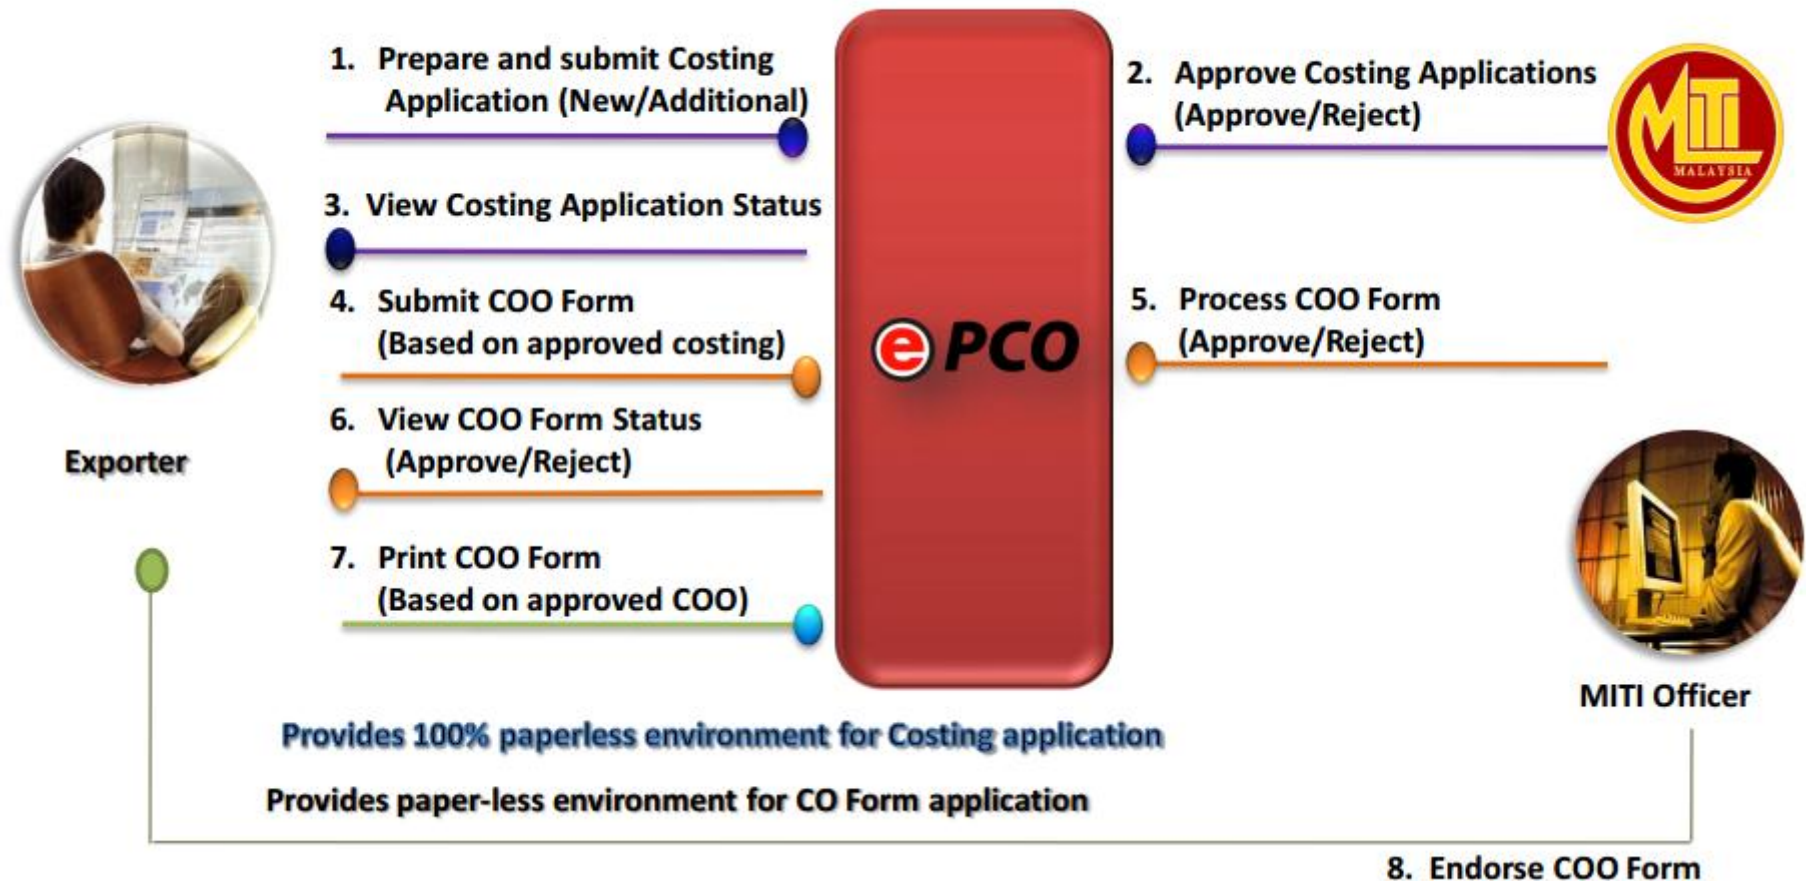 1. Prepare and submit Costing
Application (New/Additional)
2. Approve Costing Applications
(Approve/Reject)
MITI
MALAYSIA
3. View Costing Application Status
4. Submit COO Form
(Based on approved costing)
5. Process COO Form
(Approve/Reject)
e PCO
6. View COO Form Status
(Approve/Reject)
Exporter
7. Print COO Form
(Based on approved COO)
MITI Officer
Provides 100% paperless environment for Costing application
Provides paper-less environment for CO Form application
8. Endorse COO Form